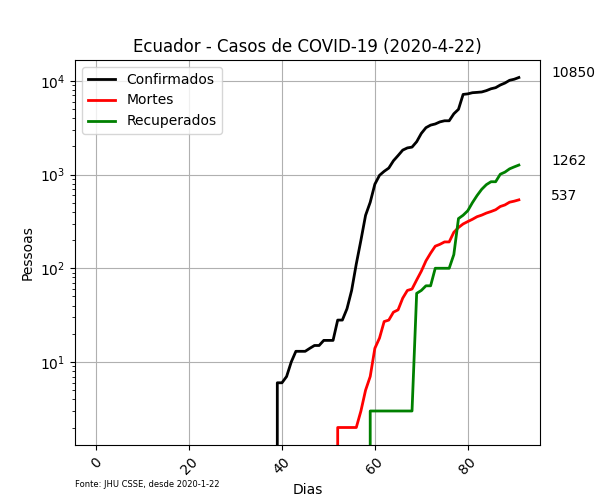 Ecuador - Casos de COVID-19 (2020-4-22)
Confirmados
Mortes
Recuperados
10850
1262
537
10⁴
10³
10²
10¹
Pessoas
0 20 40 60 80
Dias
Fonte: JHU CSSE, desde 2020-1-22